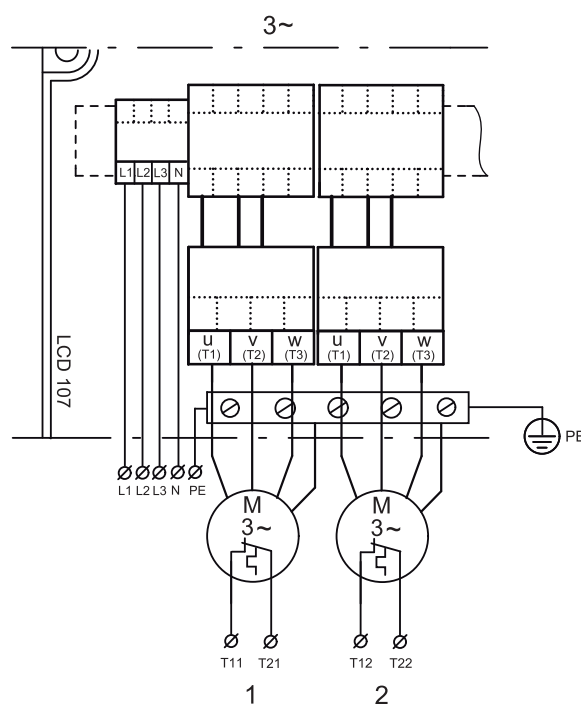 3~
L1 L2 L3 N
LCD 107
u v w u v w
(T1) (T2) (T3) (T1) (T2) (T3)
PE
L1 L2 L3 N PE
M M
3~ 3~
T11 T21 T12 T22
1 2